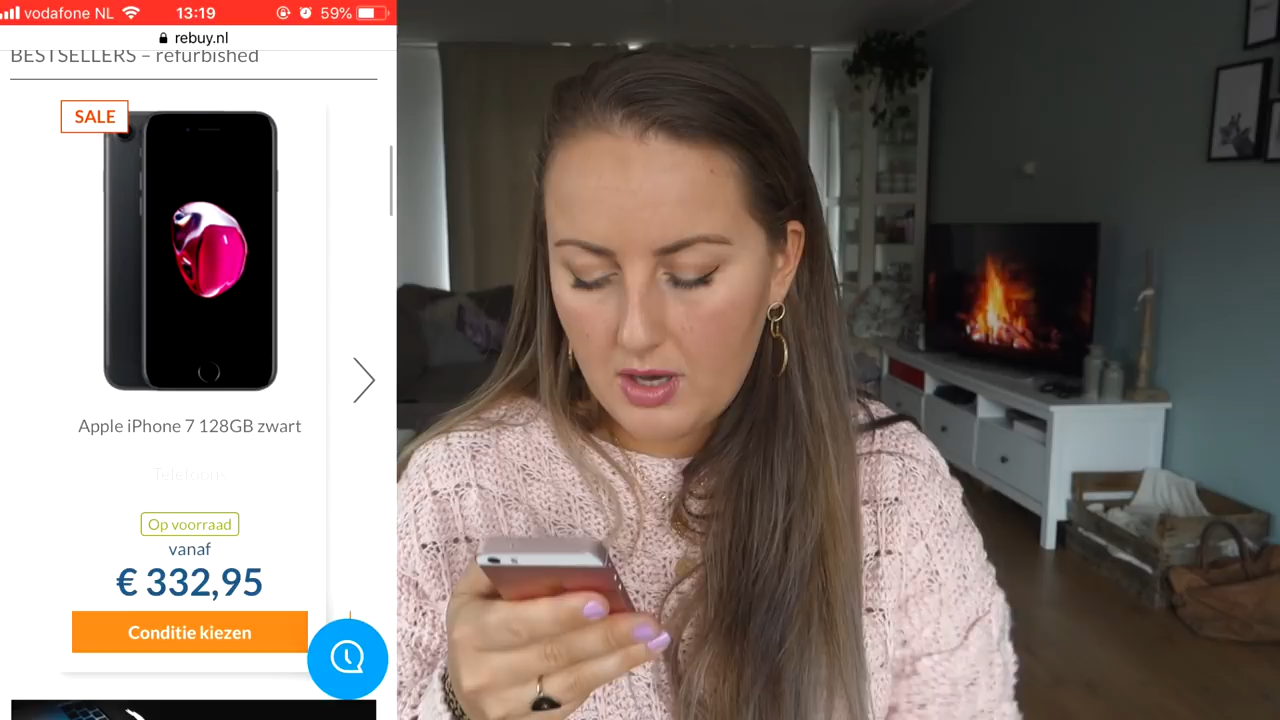 vodafone NL 13:19 59%
rebuy.nl
BESTSELLERS – refurbished
SALE
Apple iPhone 7 128GB zwart
Telefoons
Op voorraad
vanaf
€ 332,95
Conditie kiezen